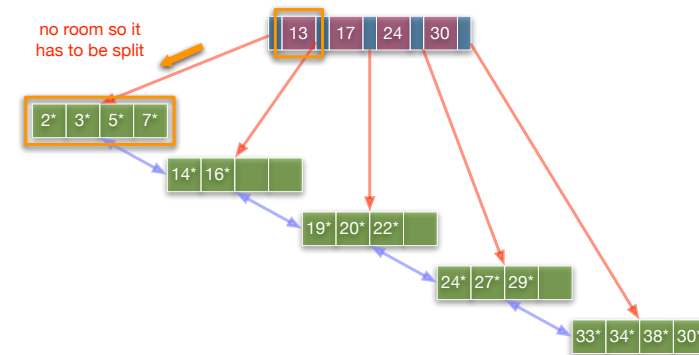 no room so it
has to be split
13 17 24 30
2* 3* 5* 7*
14* 16*
19* 20* 22*
24* 27* 29*
33* 34* 38* 30*